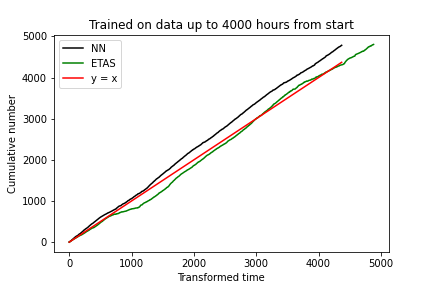 Trained on data up to 4000 hours from start
NN
ETAS
y = x
Cumulative number
5000
4000
3000
2000
1000
0
0 1000 2000 3000 4000 5000
Transformed time